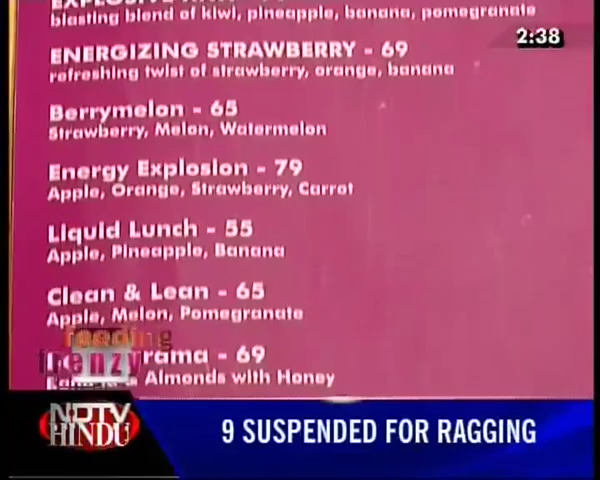 blasting blend of kiwi, pineapple, banana, pomegranate
2:38
ENERGIZING STRAWBERRY - 69
refreshing twist of strawberry, orange, banana
Berrymelon - 65
Strawberry, Melon, Watermelon
Energy Explosion - 79
Apple, Orange, Strawberry, Carrot
Liquid Lunch - 55
Apple, Pineapple, Banana
Clean & Lean - 65
Apple, Melon, Pomegranate
frenzy
rama - 69
Almonds with Honey
NDTV
HINDU
9 SUSPENDED FOR RAGGING